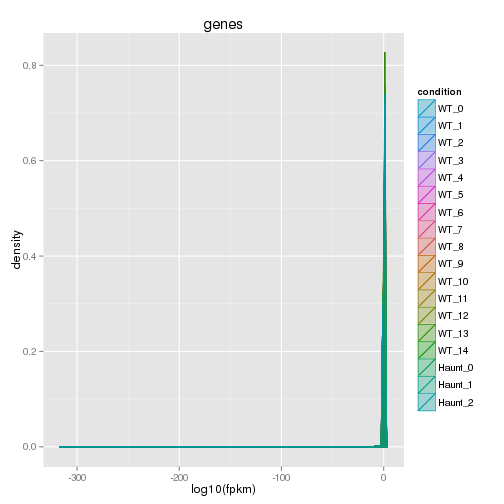 genes
density
0.8
0.6
0.4
0.2
0.0
-300
-200
-100
0
log10(fpkm)
condition
WT_0
WT_1
WT_2
WT_3
WT_4
WT_5
WT_6
WT_7
WT_8
WT_9
WT_10
WT_11
WT_12
WT_13
WT_14
Haunt_0
Haunt_1
Haunt_2